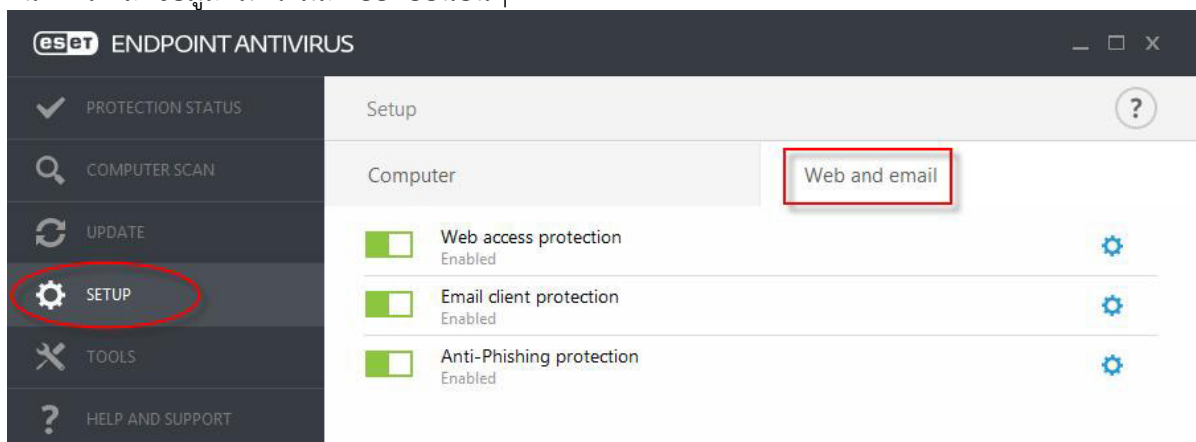 eset ENDPOINT ANTIVIRUS
PROTECTION STATUS
COMPUTER SCAN
UPDATE
SETUP
TOOLS
HELP AND SUPPORT
Setup
?
Computer
Web and email
Web access protection
Enabled
Email client protection
Enabled
Anti-Phishing protection
Enabled